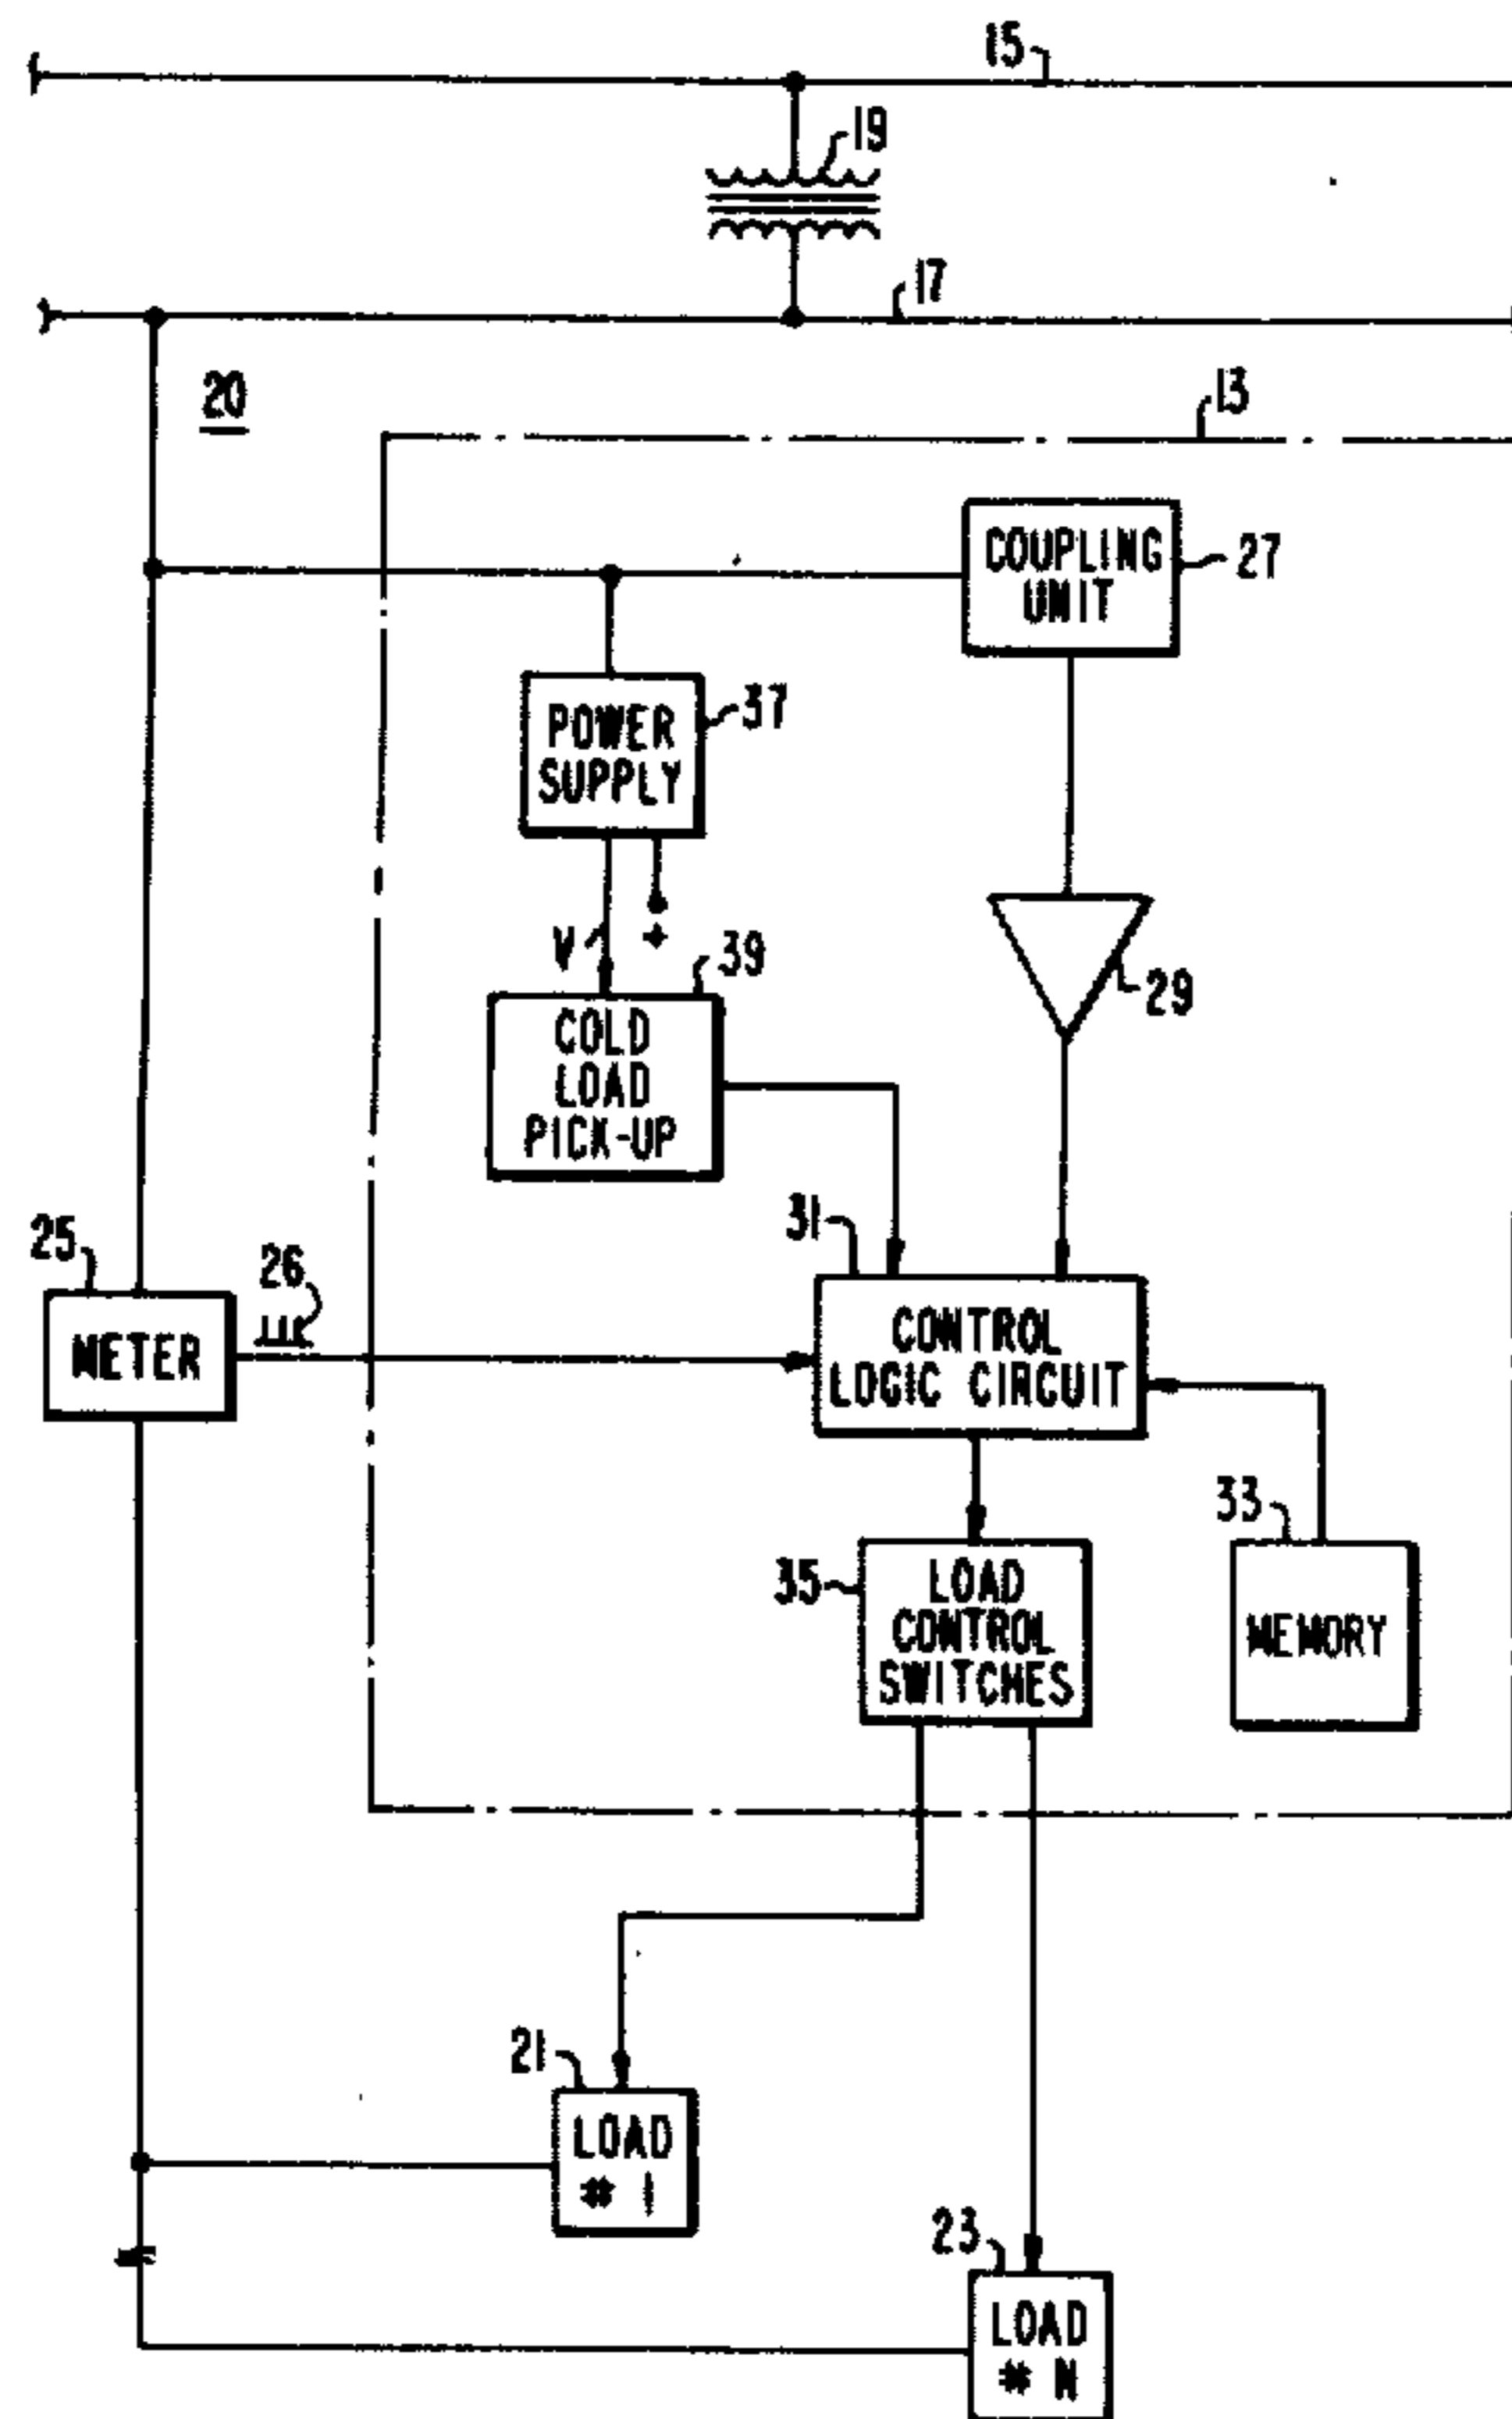 15
19
17
20
13
COUPLING
UNIT
27
POWER
SUPPLY
37
V
+
39
COLD
LOAD
PICK-UP
29
31
25
26
METER
CONTROL
LOGIC CIRCUIT
33
35
LOAD
CONTROL
SWITCHES
MEMORY
21
LOAD
# 1
23
LOAD
# N